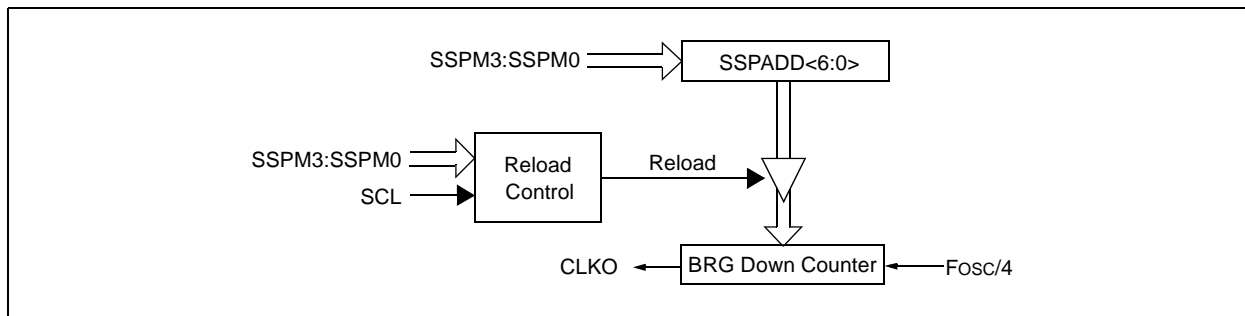 SSPM3:SSPM0
SSPADD<6:0>
SSPM3:SSPM0
SCL
Reload
Control
Reload
CLKO
BRG Down Counter
FOSC/4